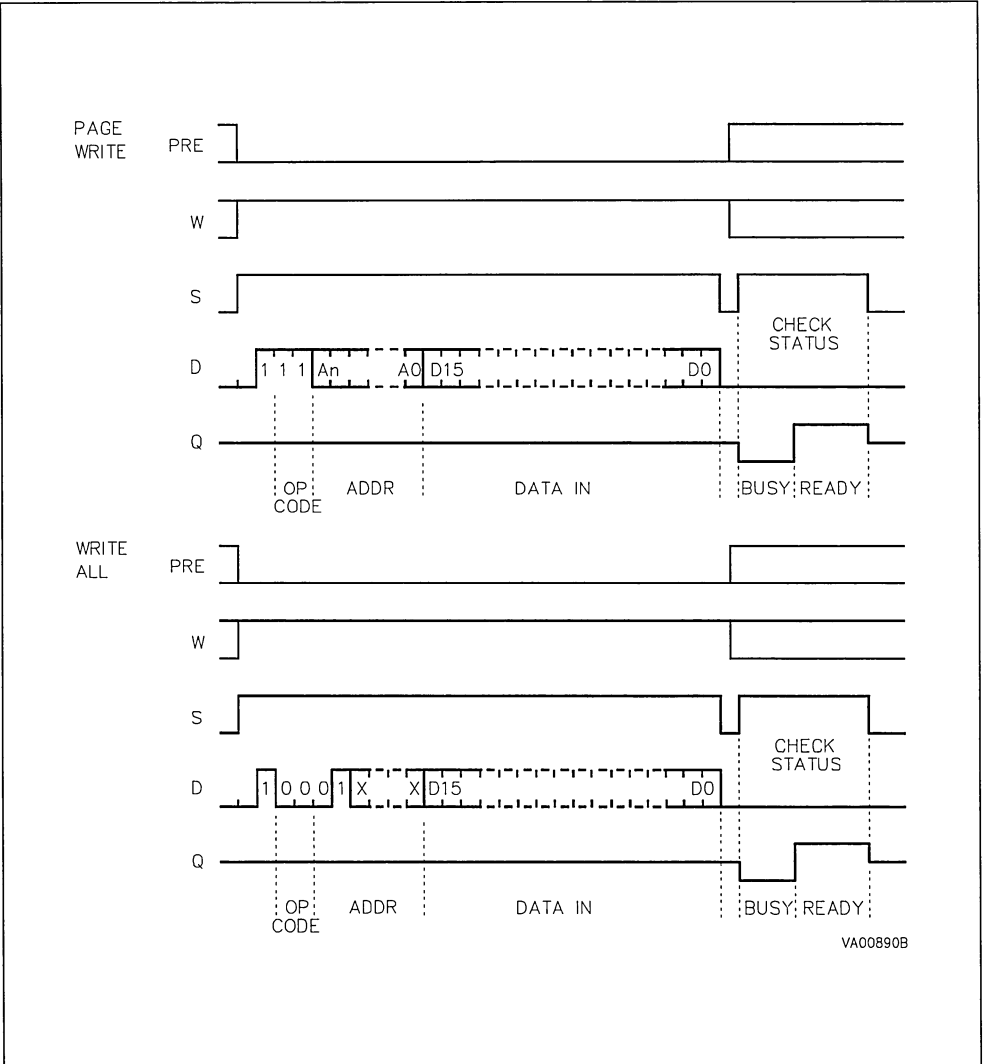 PAGE
WRITE
PRE
W
S
CHECK
STATUS
D
1 1 1 An A0 D15 D0
Q
OP
CODE
ADDR
DATA IN
BUSY READY
WRITE
ALL
PRE
W
S
CHECK
STATUS
D
1 0 0 0 1 X X D15 D0
Q
OP
CODE
ADDR
DATA IN
BUSY READY
VA00890B